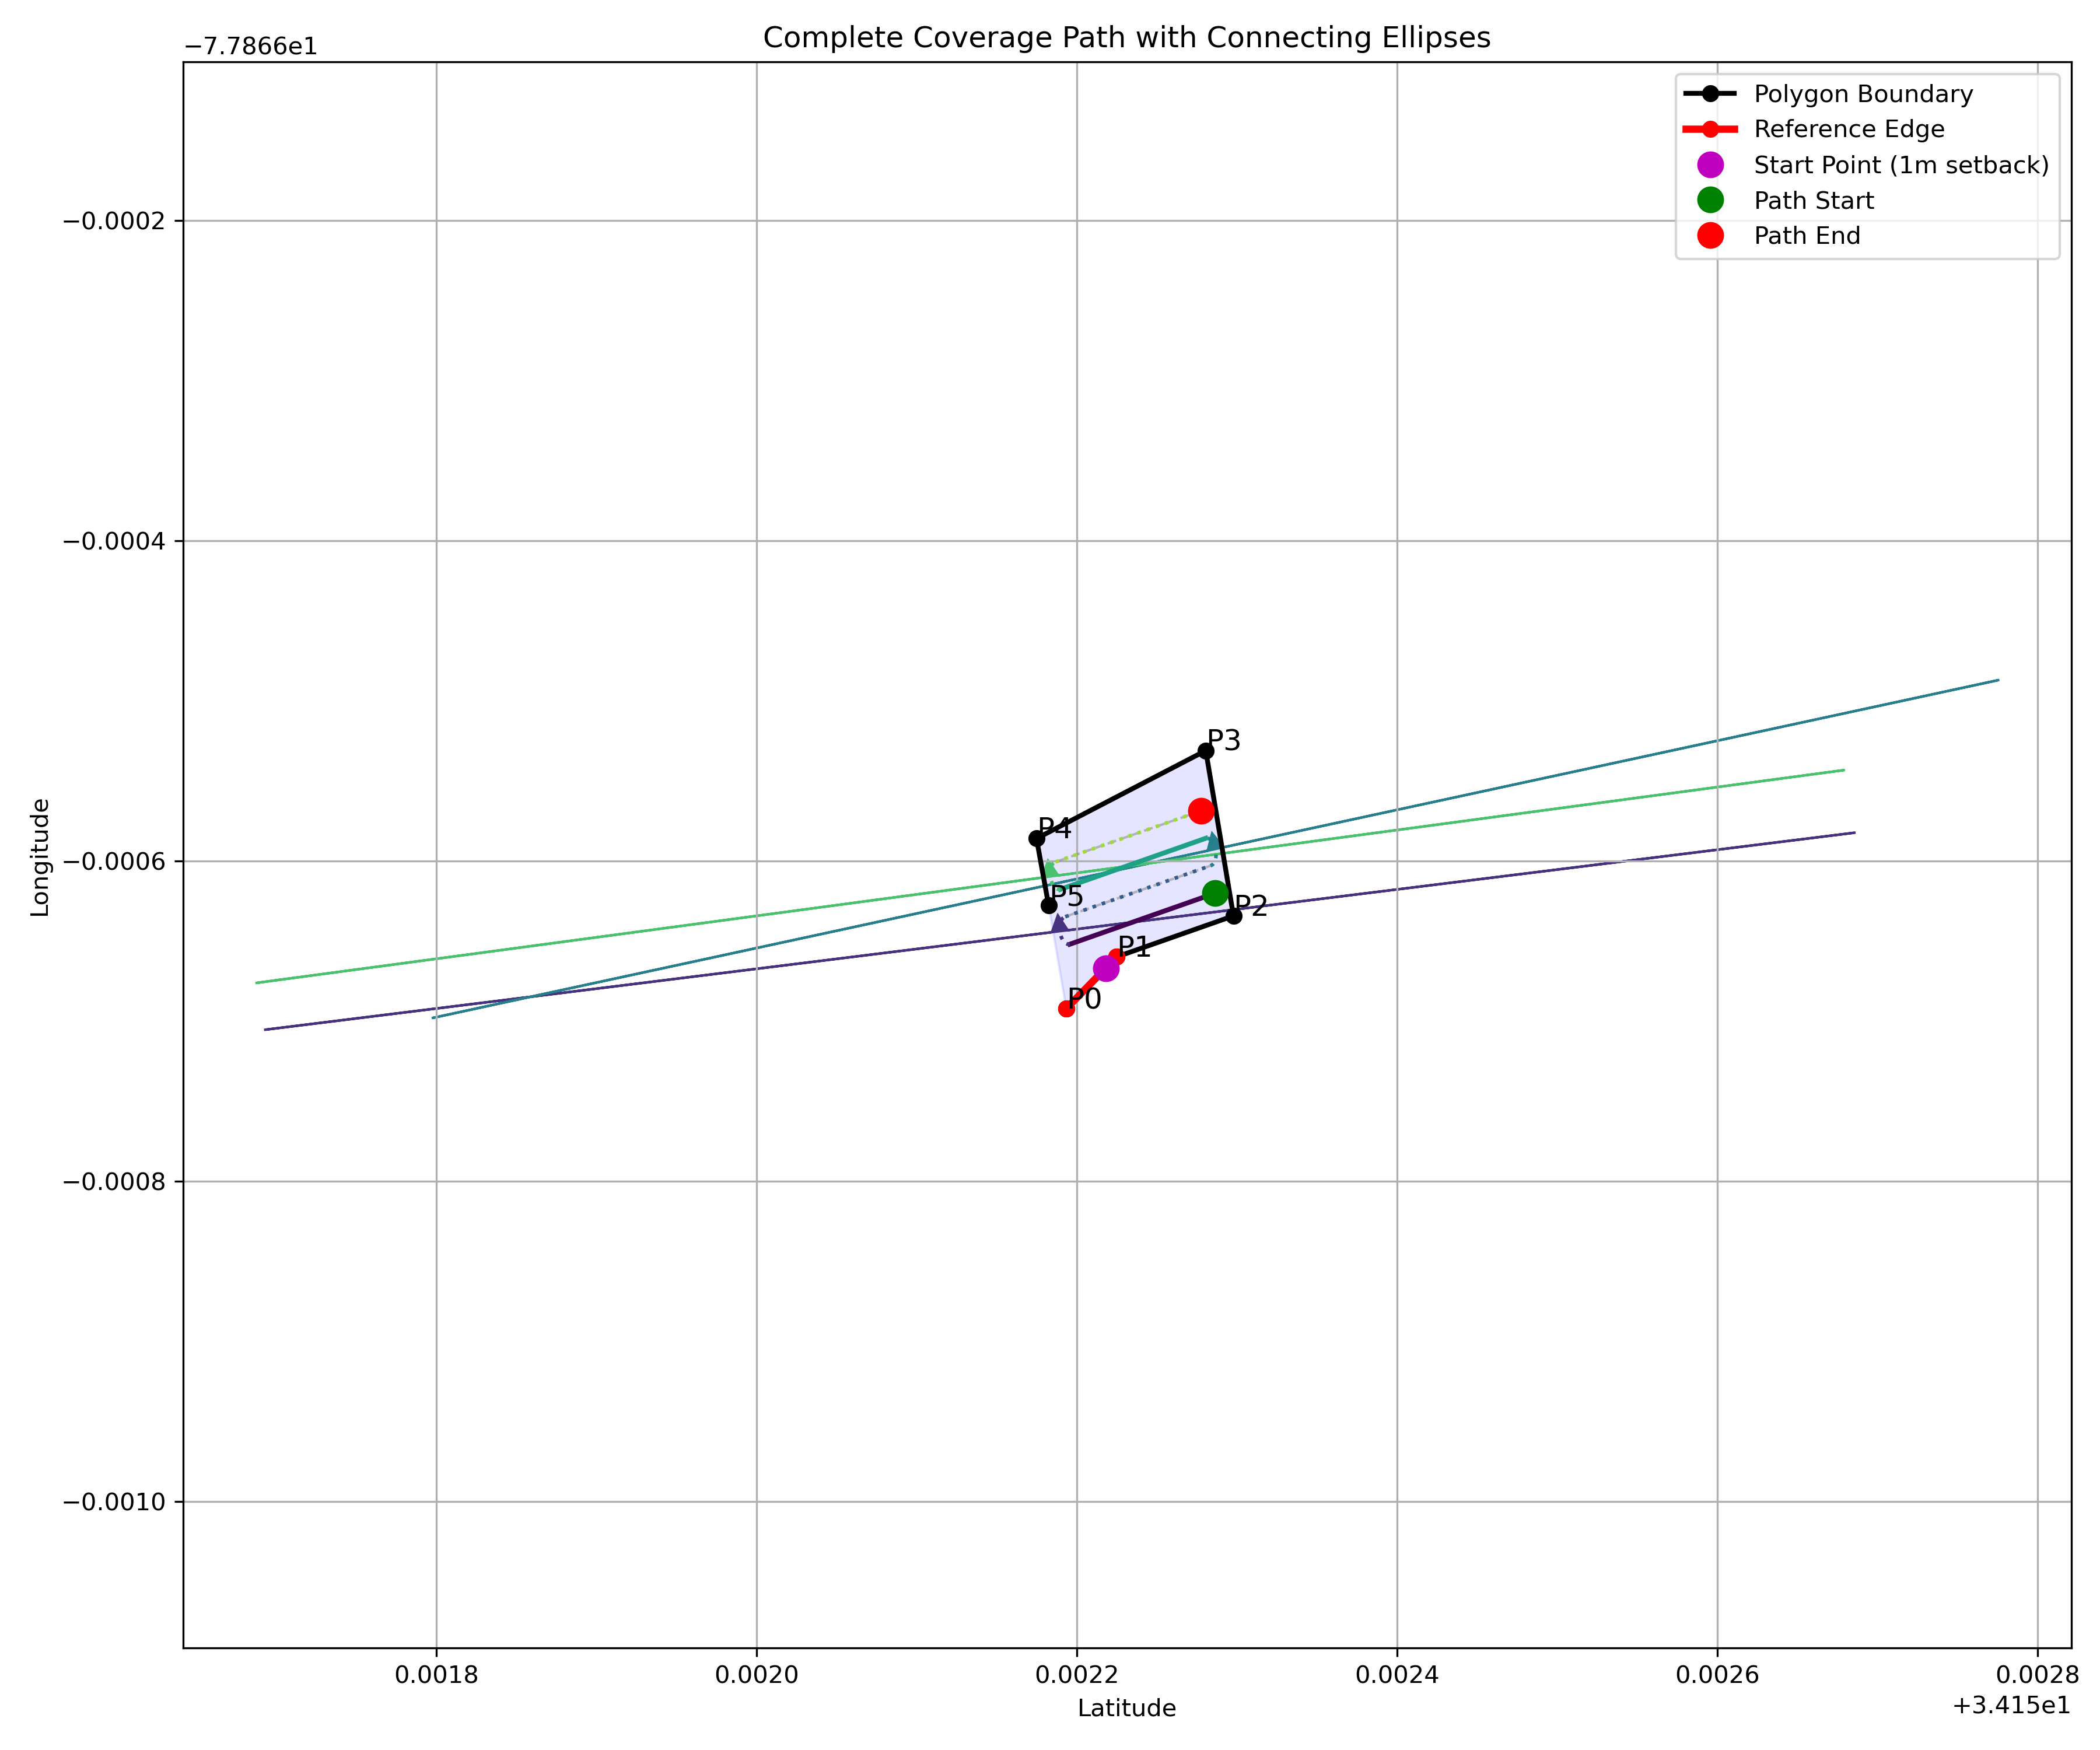 Complete Coverage Path with Connecting Ellipses
−7.7866e1
Polygon Boundary
Reference Edge
Start Point (1m setback)
Path Start
Path End
−0.0002
−0.0004
−0.0006
−0.0008
−0.0010
Longitude
P3
P4
P5
P2
P1
P0
0.0018
0.0020
0.0022
0.0024
0.0026
0.0028
Latitude
+3.415e1